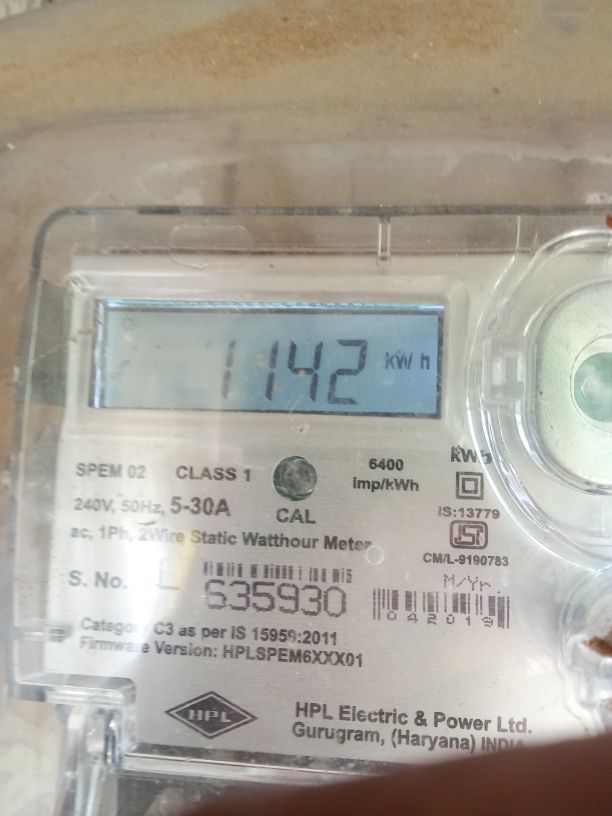 1142 kW h
SPEM 02 CLASS 1
6400
imp/kWh
kWh
240V, 50Hz, 5-30A
CAL
IS:13779
ac, 1Ph, 2Wire Static Watthour Meter
CM/L-9190783
S. No.
635930
M/Yr.
042019
Category C3 as per IS 15959:2011
Firmware Version: HPLSPEM6XXX01
HPL
HPL Electric & Power Ltd.
Gurugram, (Haryana) INDIA